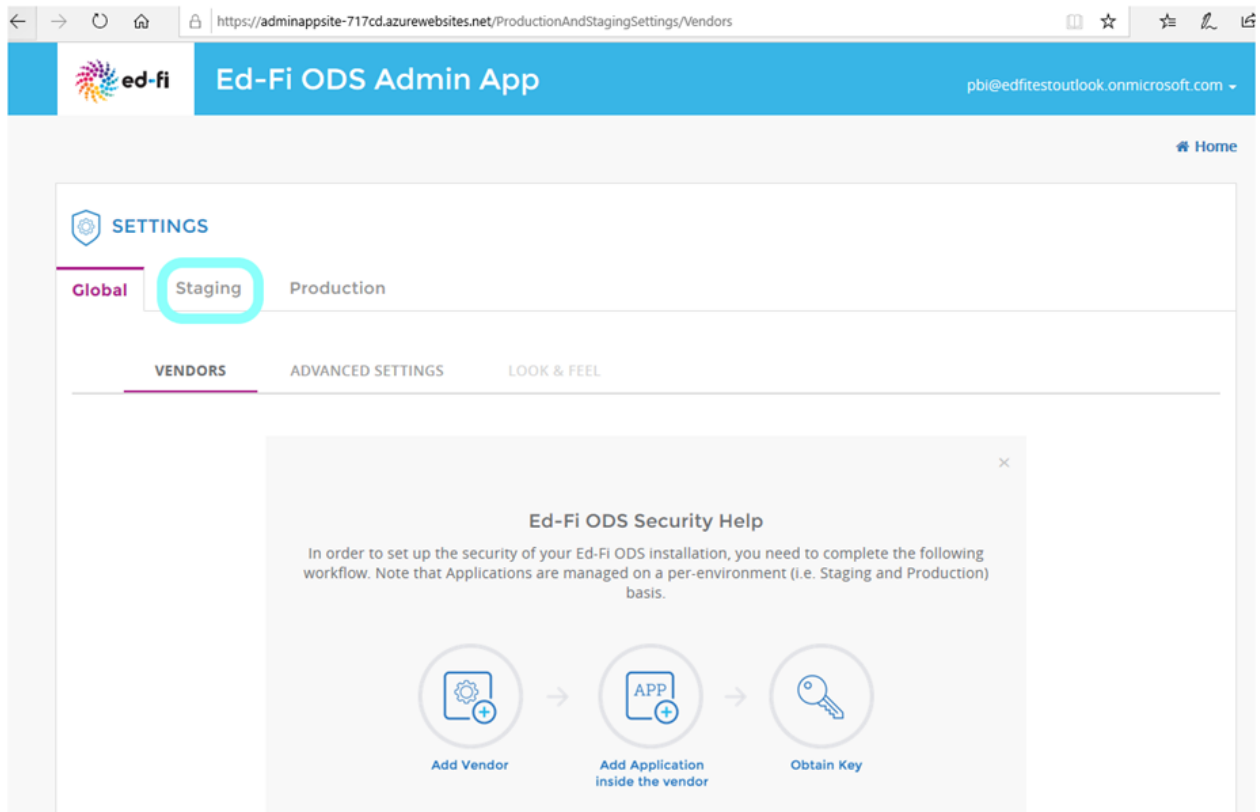 https://adminappsite-717cd.azurewebsites.net/ProductionAndStagingSettings/Vendors
ed-fi
Ed-Fi ODS Admin App
pbi@edfitestoutlook.onmicrosoft.com
Home
SETTINGS
Global Staging Production
VENDORS ADVANCED SETTINGS LOOK & FEEL
Ed-Fi ODS Security Help
In order to set up the security of your Ed-Fi ODS installation, you need to complete the following
workflow. Note that Applications are managed on a per-environment (i.e. Staging and Production)
basis.
APP
Add Vendor Add Application Obtain Key
inside the vendor